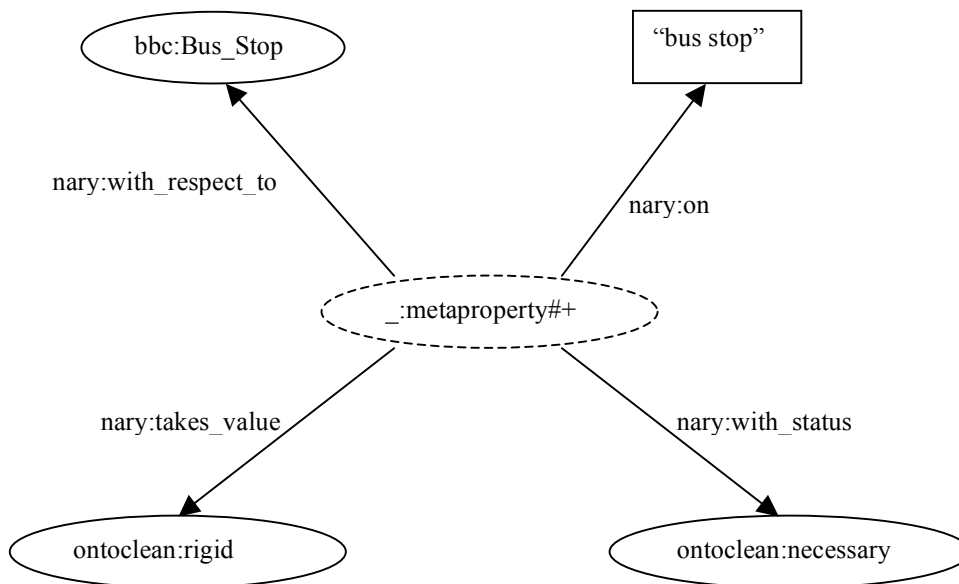 bbc:Bus_Stop
“bus stop”
nary:with_respect_to
nary:on
_:metaproperty#+
nary:takes_value
nary:with_status
ontoclean:rigid
ontoclean:necessary